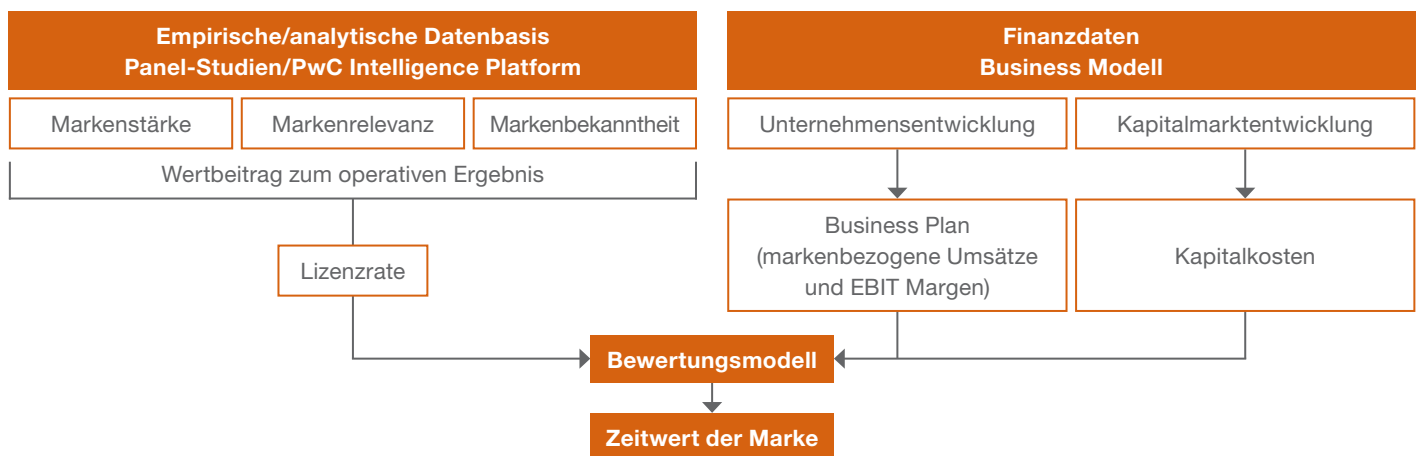 Empirische/analytische Datenbasis
Panel-Studien/PwC Intelligence Platform
Markenstärke
Markenrelevanz
Markenbekanntheit
Wertbeitrag zum operativen Ergebnis
Lizenzrate
Finanzdaten
Business Modell
Unternehmensentwicklung
Kapitalmarktentwicklung
Business Plan
(markenbezogene Umsätze
und EBIT Margen)
Kapitalkosten
Bewertungsmodell
Zeitwert der Marke